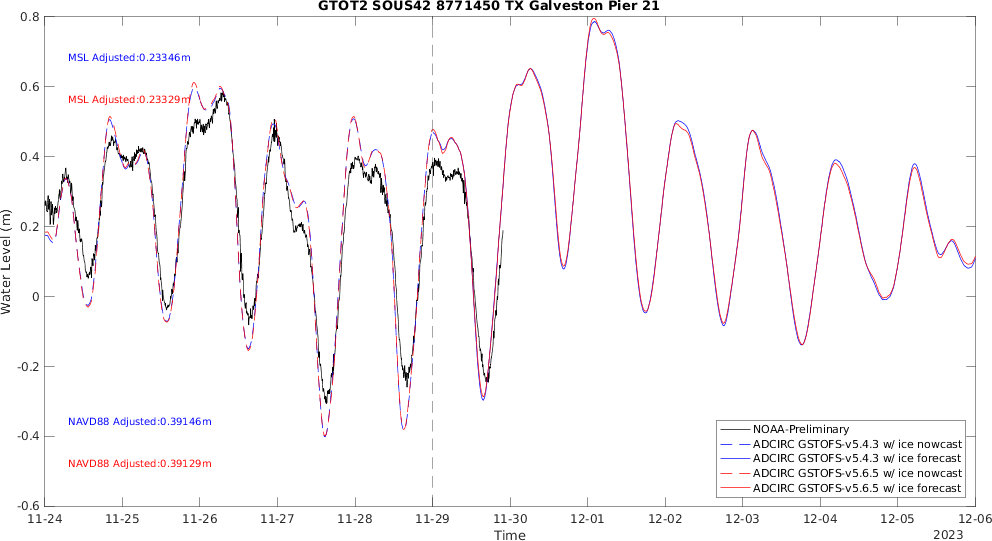 GTOT2 SOUS42 8771450 TX Galveston Pier 21
0.8
0.6
0.4
0.2
0
-0.2
-0.4
-0.6
Water Level (m)
MSL Adjusted:0.23346m
MSL Adjusted:0.23329m
NAVD88 Adjusted:0.39146m
NAVD88 Adjusted:0.39129m
NOAA-Preliminary
ADCIRC GSTOFS-v5.4.3 w/ ice nowcast
ADCIRC GSTOFS-v5.4.3 w/ ice forecast
ADCIRC GSTOFS-v5.6.5 w/ ice nowcast
ADCIRC GSTOFS-v5.6.5 w/ ice forecast
11-24 11-25 11-26 11-27 11-28 11-29 11-30 12-01 12-02 12-03 12-04 12-05 12-06
Time
2023